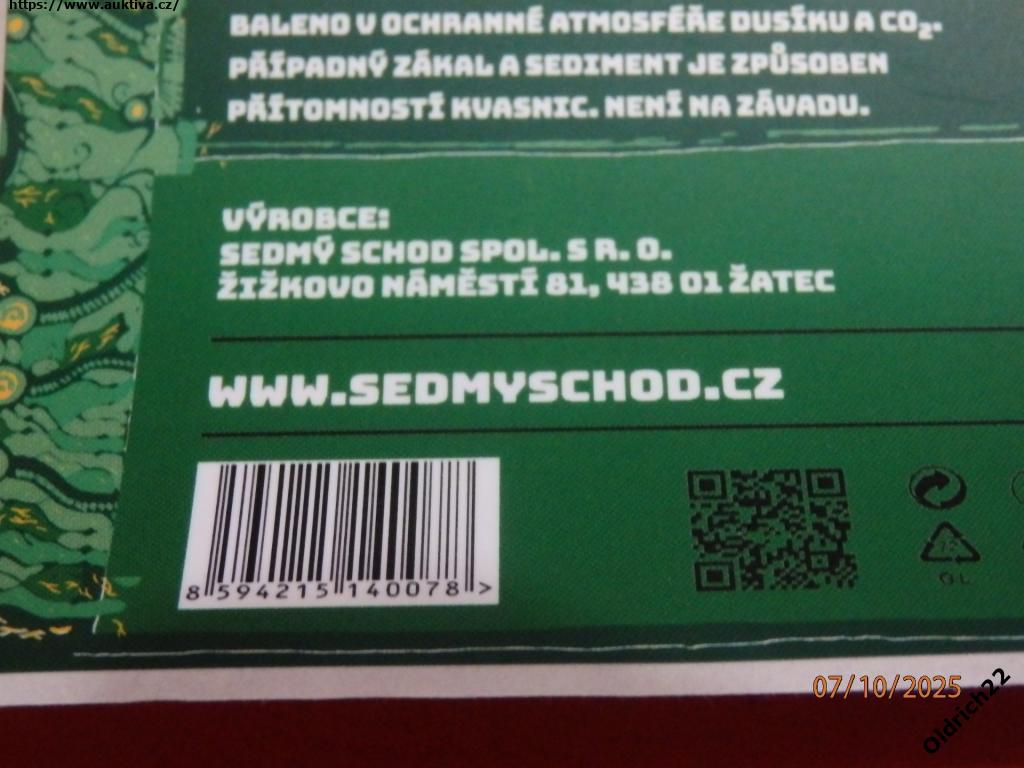 https://www.auktiva.cz/
BALENO V OCHRANNÉ ATMOSFÉŘE DUSÍKU A CO₂.
PŘÍPADNÝ ZÁKAL A SEDIMENT JE ZPŮSOBEN
PŘÍTOMNOSTÍ KVASNIC. NENÍ NA ZÁVADU.
VÝROBCE:
SEDMÝ SCHOD SPOL. S R. O.
ŽIŽKOVO NÁMĚSTÍ 81, 438 01 ŽATEC
WWW.SEDMYSCHOD.CZ
8 594215 140078 >
GL
07/10/2025
Oldrich22